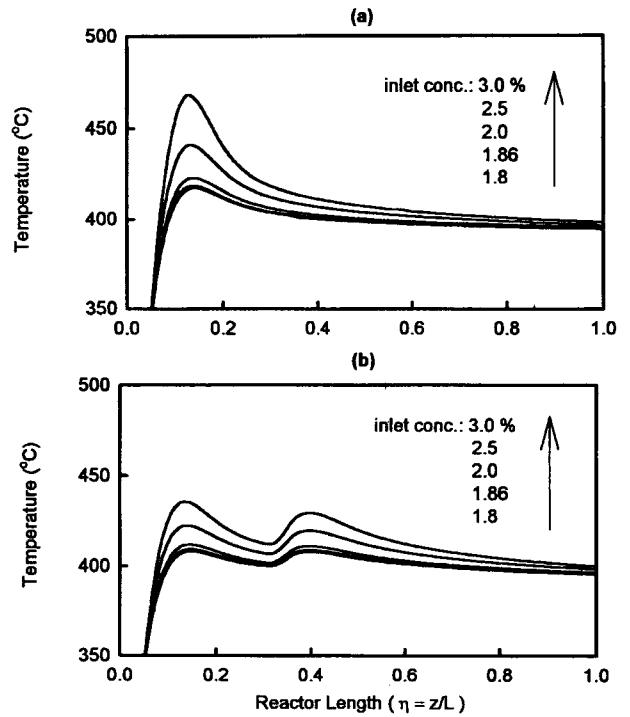 (a)
500
450
400
350
Temperature (°C)
inlet conc.: 3.0 %
2.5
2.0
1.86
1.8
0.0 0.2 0.4 0.6 0.8 1.0
(b)
500
450
400
350
Temperature (°C)
inlet conc.: 3.0 %
2.5
2.0
1.86
1.8
0.0 0.2 0.4 0.6 0.8 1.0
Reactor Length ( η = z/L )